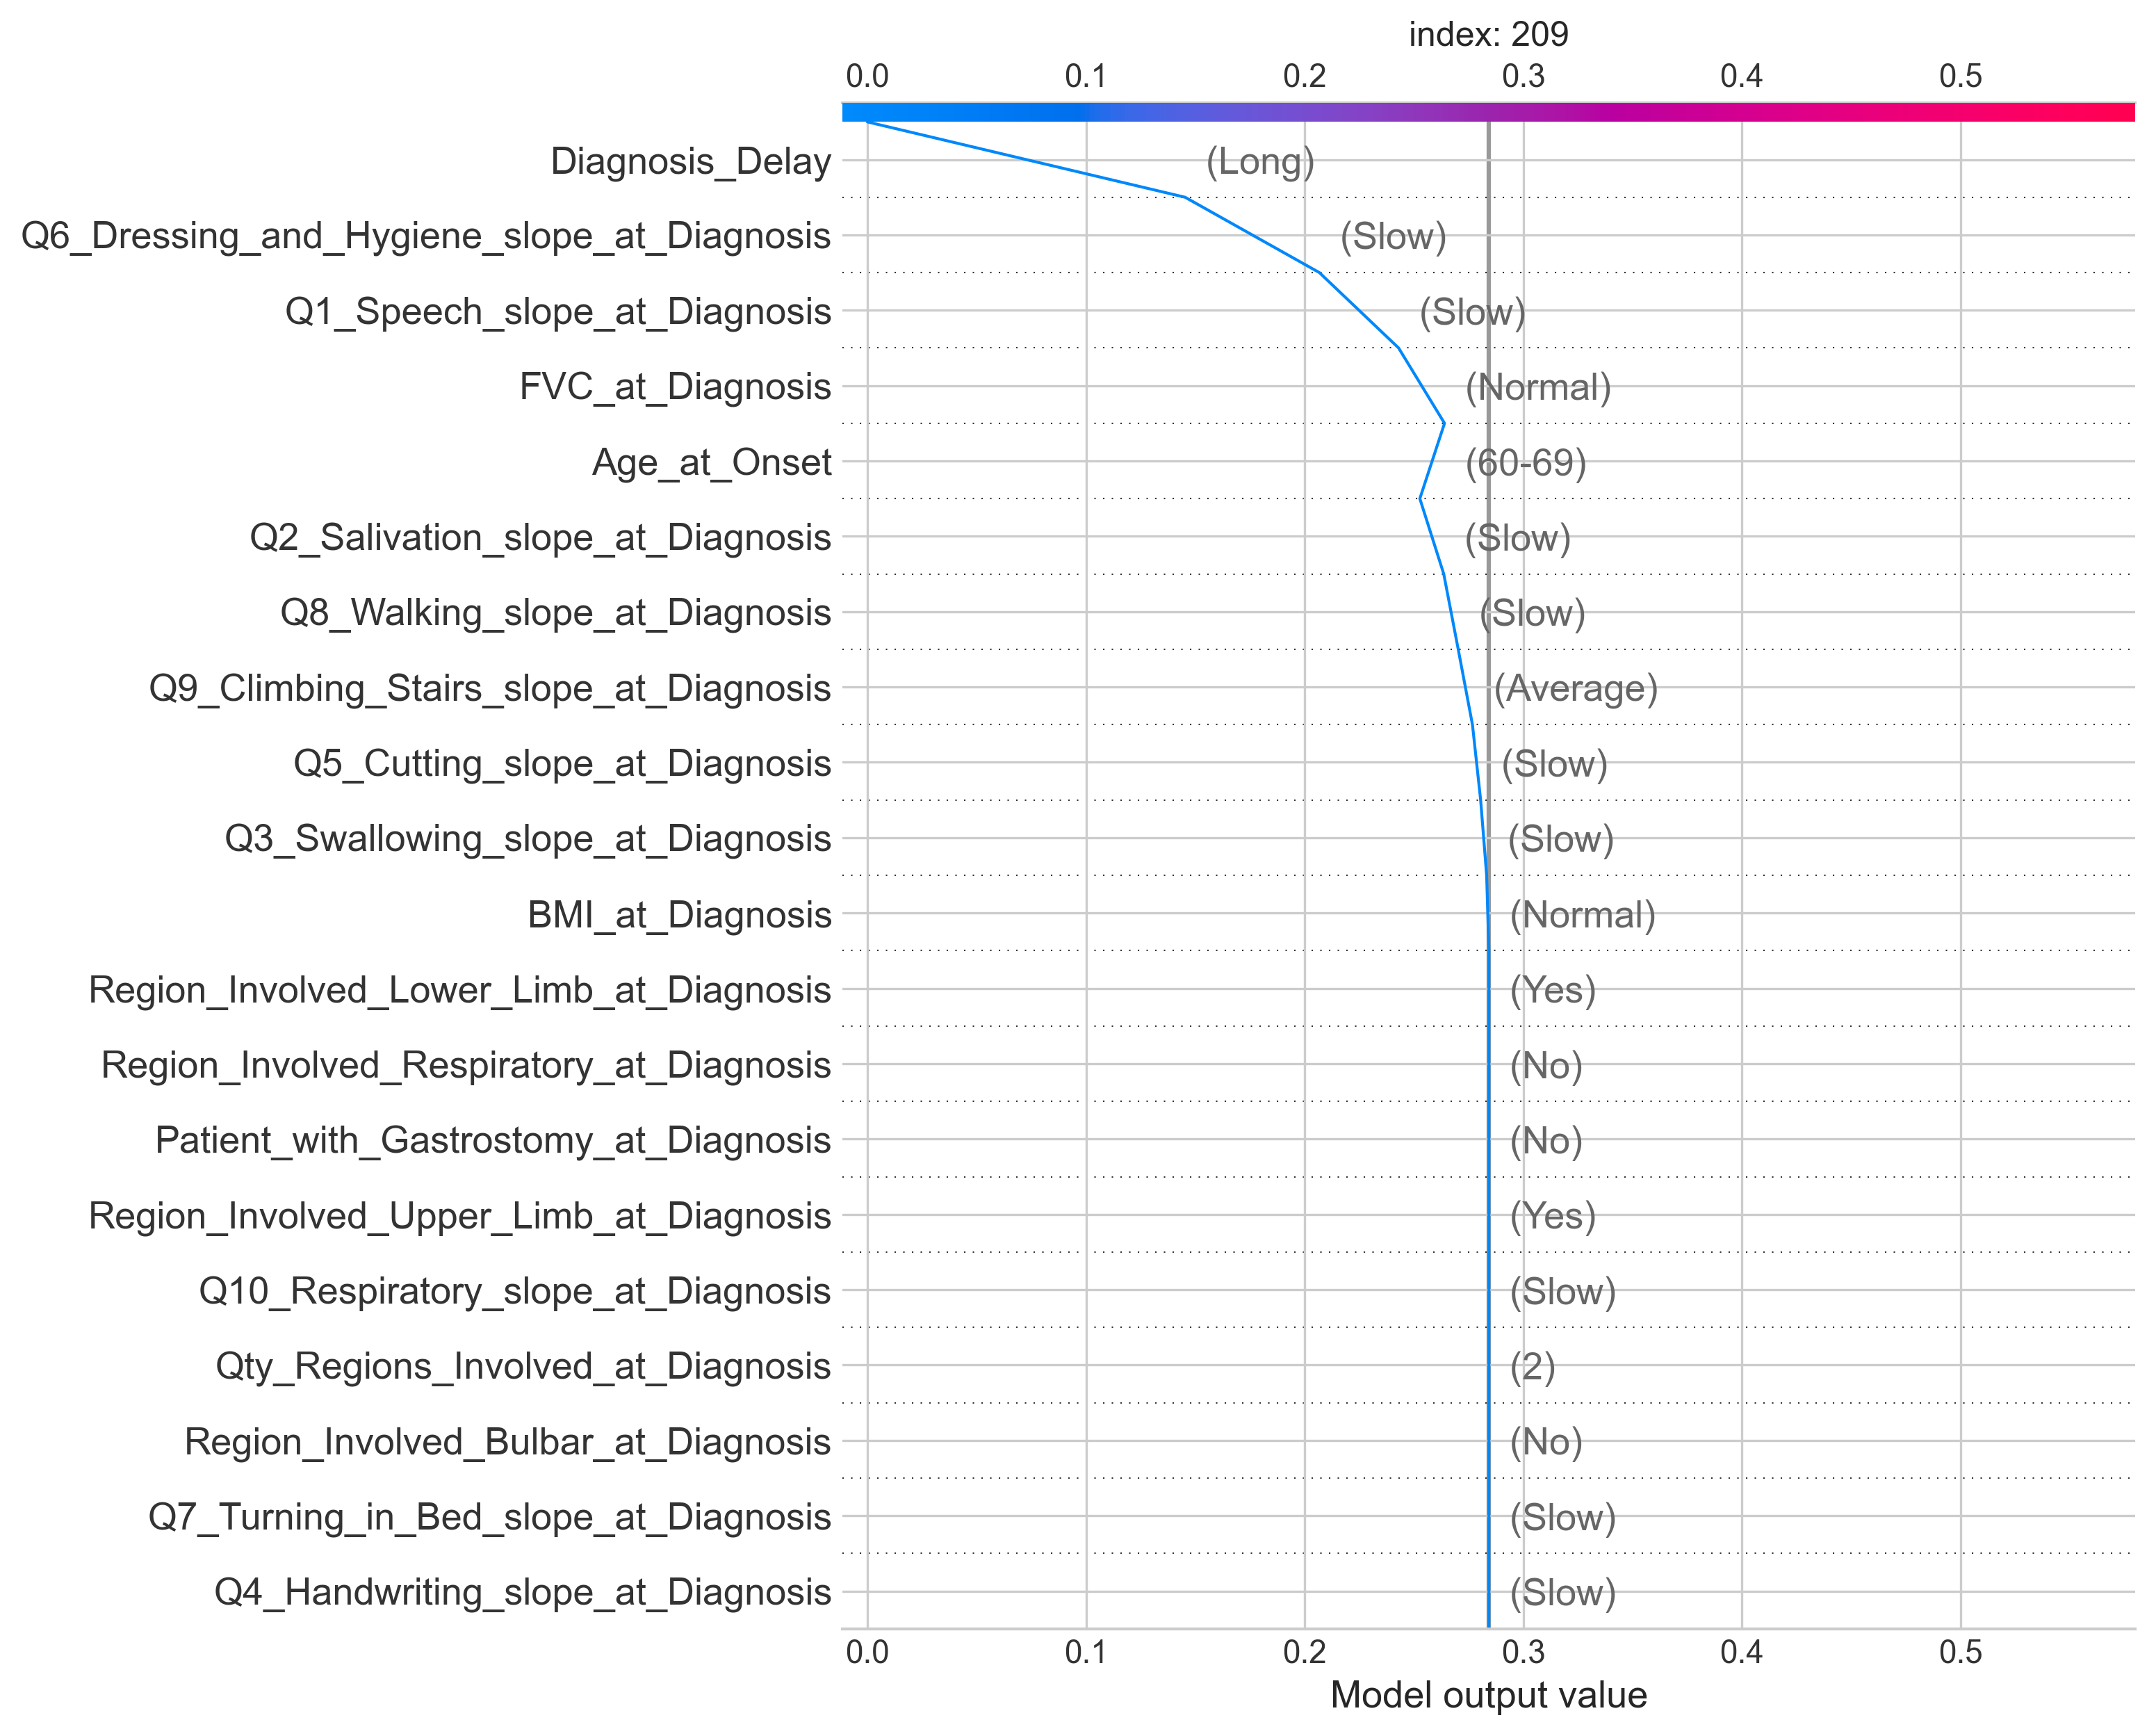 index: 209
0.0 0.1 0.2 0.3 0.4 0.5
Diagnosis_Delay (Long)
Q6_Dressing_and_Hygiene_slope_at_Diagnosis (Slow)
Q1_Speech_slope_at_Diagnosis (Slow)
FVC_at_Diagnosis (Normal)
Age_at_Onset (60-69)
Q2_Salivation_slope_at_Diagnosis (Slow)
Q8_Walking_slope_at_Diagnosis (Slow)
Q9_Climbing_Stairs_slope_at_Diagnosis (Average)
Q5_Cutting_slope_at_Diagnosis (Slow)
Q3_Swallowing_slope_at_Diagnosis (Slow)
BMI_at_Diagnosis (Normal)
Region_Involved_Lower_Limb_at_Diagnosis (Yes)
Region_Involved_Respiratory_at_Diagnosis (No)
Patient_with_Gastrostomy_at_Diagnosis (No)
Region_Involved_Upper_Limb_at_Diagnosis (Yes)
Q10_Respiratory_slope_at_Diagnosis (Slow)
Qty_Regions_Involved_at_Diagnosis (2)
Region_Involved_Bulbar_at_Diagnosis (No)
Q7_Turning_in_Bed_slope_at_Diagnosis (Slow)
Q4_Handwriting_slope_at_Diagnosis (Slow)
0.0 0.1 0.2 0.3 0.4 0.5
Model output value